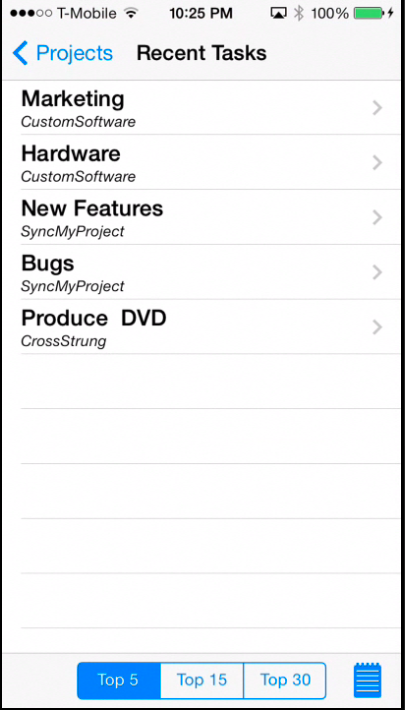 T-Mobile 10:25 PM 100%
Projects Recent Tasks
Marketing
CustomSoftware
Hardware
CustomSoftware
New Features
SyncMyProject
Bugs
SyncMyProject
Produce  DVD
CrossStrung
Top 5 Top 15 Top 30